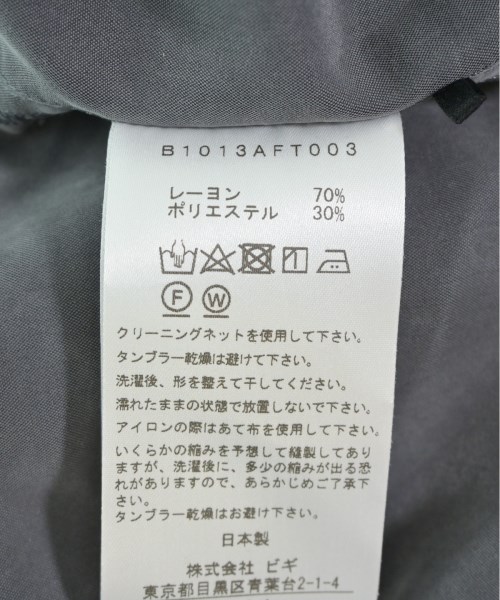 B1013AFT003
レーヨン 70%
ポリエステル 30%
F W
クリーニングネットを使用して下さい。
タンブラー乾燥は避けて下さい。
洗濯後、形を整えて干してください。
濡れたままの状態で放置しないで下さい。
アイロンの際はあて布を使用して下さい。
いくらかの縮みを予想して縫製してあり
ますが、洗濯後に、多少の縮みが出る恐
れがありますので、あらかじめご了承
下さい。
タンブラー乾燥はお避け下さい。
日本製
株式会社 ビギ
東京都目黒区青葉台2-1-4